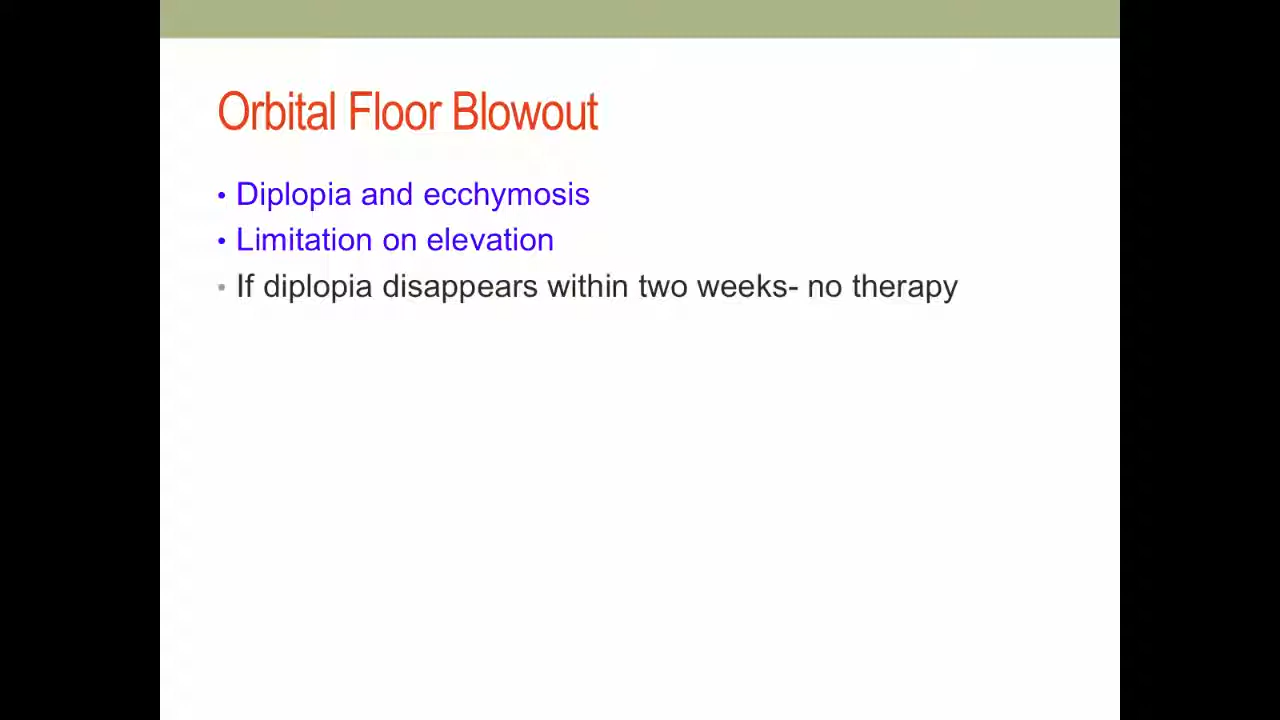 Orbital Floor Blowout
• Diplopia and ecchymosis
• Limitation on elevation
• If diplopia disappears within two weeks- no therapy